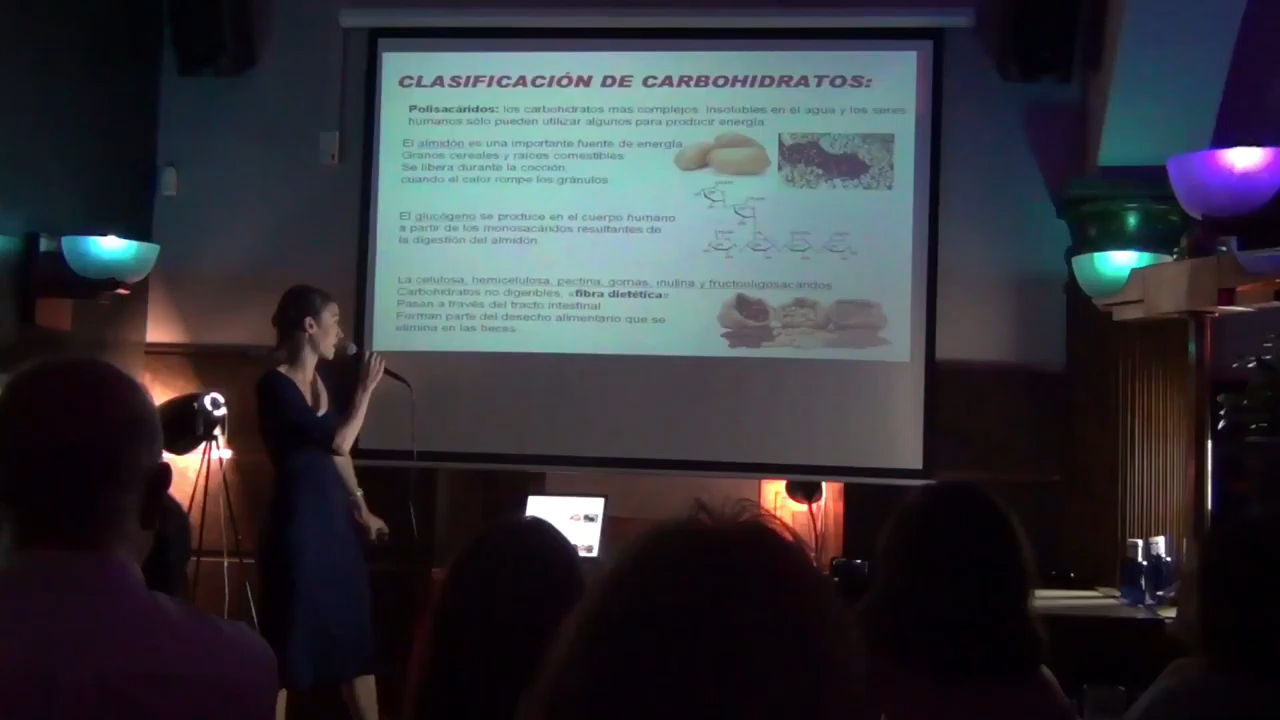 CLASIFICACIÓN DE CARBOHIDRATOS:
Polisacáridos: los carbohidratos más complejos. Insolubles en el agua y los seres
humanos sólo pueden utilizar algunos para producir energía.
El almidón es una importante fuente de energía.
Granos cereales y raíces comestibles.
Se libera durante la cocción,
cuando el calor rompe los gránulos.
El glucógeno se produce en el cuerpo humano
a partir de los monosacáridos resultantes de
la digestión del almidón.
La celulosa, hemicelulosa, pectina, gomas, inulina y fructooligosacáridos
Carbohidratos no digeribles, «fibra dietética»
Pasan a través del tracto intestinal
Forman parte del desecho alimentario que se
elimina en las heces.